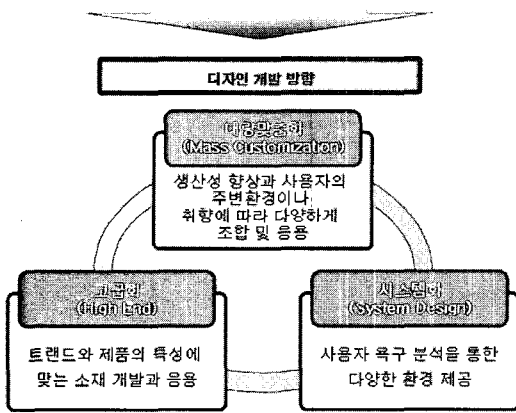 디자인 개발 방향
대량맞춤화
(Mass Customization)
생산성 향상과 사용자의
주변환경이나
취향에 따라 다양하게
조합 및 응용
고급화
(High End)
트랜드와 제품의 특성에
맞는 소재 개발과 응용
시스템화
(System Design)
사용자 욕구 분석을 통한
다양한 환경 제공